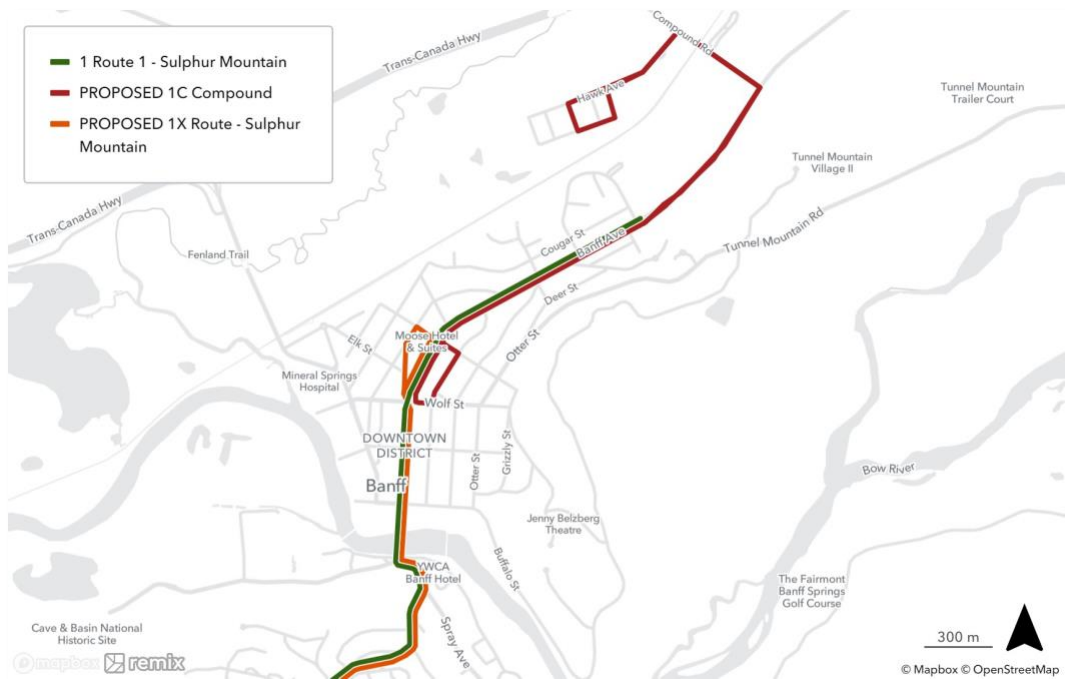 1 Route 1 - Sulphur Mountain
PROPOSED 1C Compound
PROPOSED 1X Route - Sulphur
Mountain
Trans-Canada Hwy
Compound Rd
Hawk Ave
Tunnel Mountain
Trailer Court
Tunnel Mountain
Village II
Trans-Canada Hwy
Fenland Trail
Cougar St
Banff Ave
Tunnel Mountain Rd
Deer St
Moose Hotel
& Suites
Elk St
Otter St
Mineral Springs
Hospital
Wolf St
DOWNTOWN
DISTRICT
Otter St
Grizzly St
Banff
Bow River
Jenny Belzberg
Theatre
YWCA
Banff Hotel
Buffalo St
The Fairmont
Banff Springs
Golf Course
Spray Ave
Cave & Basin National
Historic Site
300 m
mapbox remix
© Mapbox © OpenStreetMap